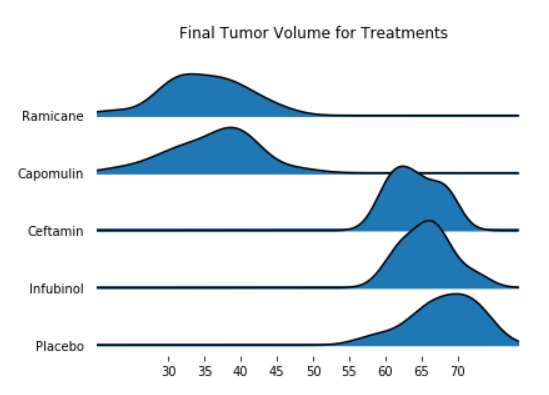 Final Tumor Volume for Treatments
Ramicane
Capomulin
Ceftamin
Infubinol
Placebo
30 35 40 45 50 55 60 65 70